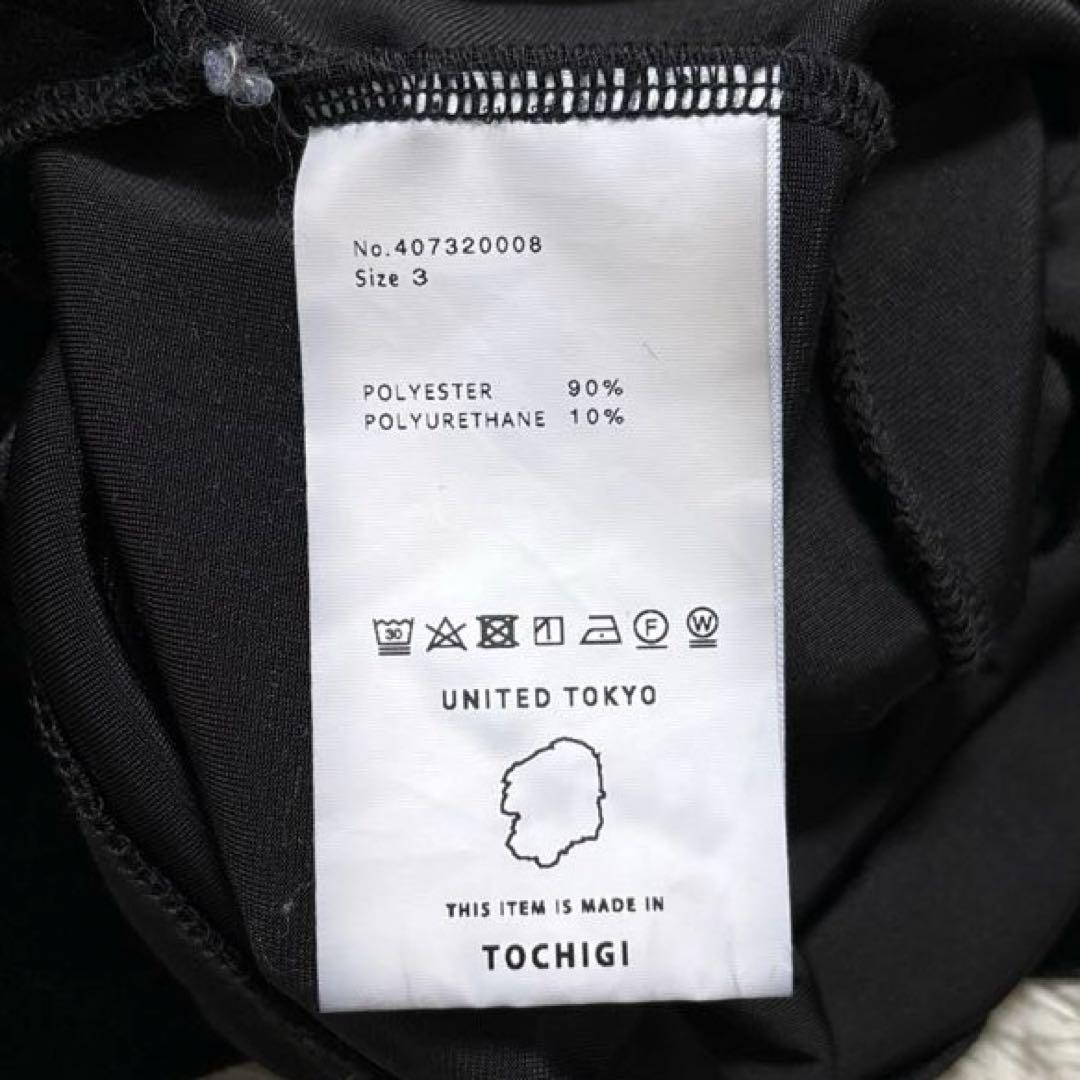 No.407320008
Size 3
POLYESTER 90%
POLYURETHANE 10%
30 F W
UNITED TOKYO
THIS ITEM IS MADE IN
TOCHIGI